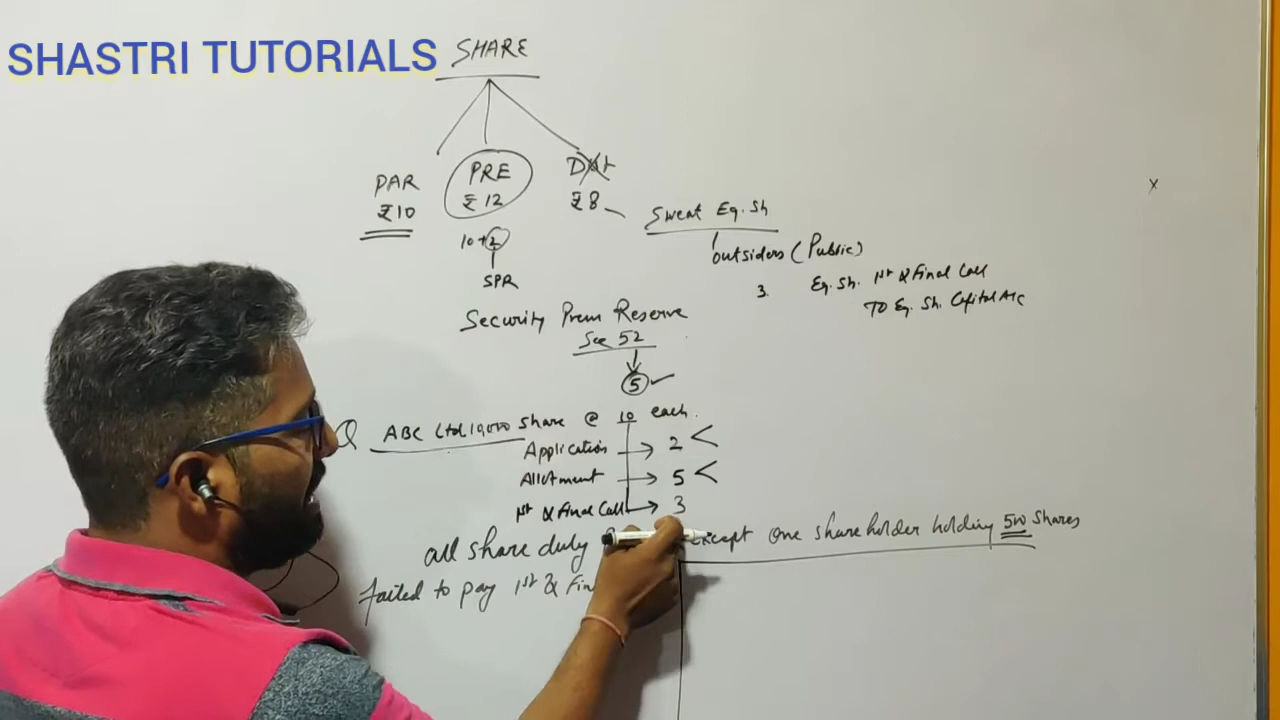 SHASTRI TUTORIALS
SHARE
PAR
₹10
PRE
₹12
₹8
10+2
SPR
Sweat Eq. Sh
outsiders (Public)
3. Eq. Sh. 1st & Final Call
To Eq. Sh. Capital A/c
Security Prem Reserve
Sec 52
5
Q ABC Ltd share @ 10 each.
Application → 2
Allotment → 5
1st & Final Call → 3
all share duly except one shareholder holding 500 shares
failed to pay 1st &
x